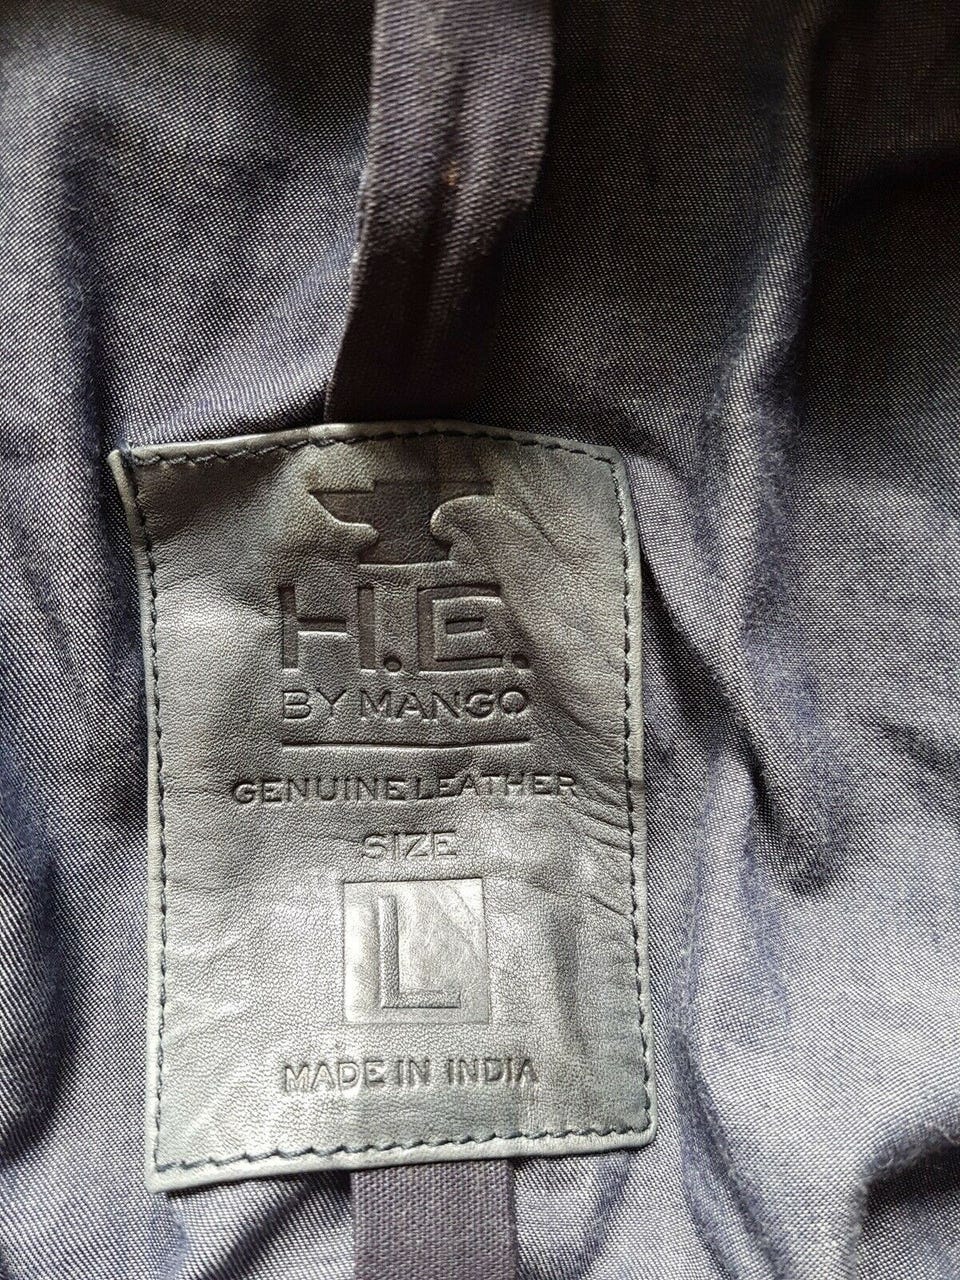 H.E.
BY MANGO
GENUINE LEATHER
SIZE
L
MADE IN INDIA